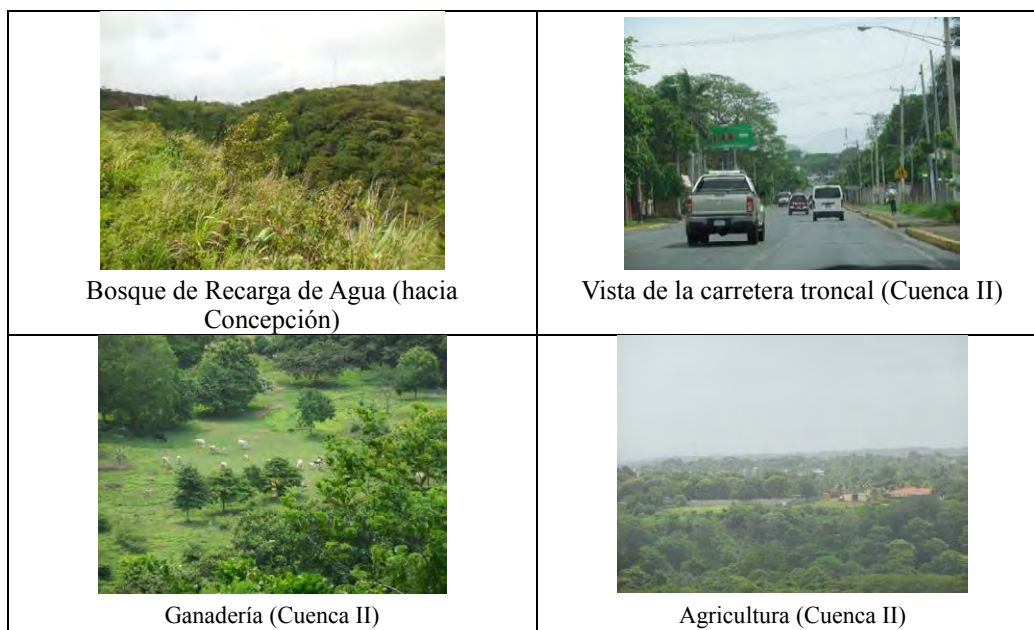 Bosque de Recarga de Agua (hacia
Concepción)
Vista de la carretera troncal (Cuenca II)
Ganadería (Cuenca II)
Agricultura (Cuenca II)